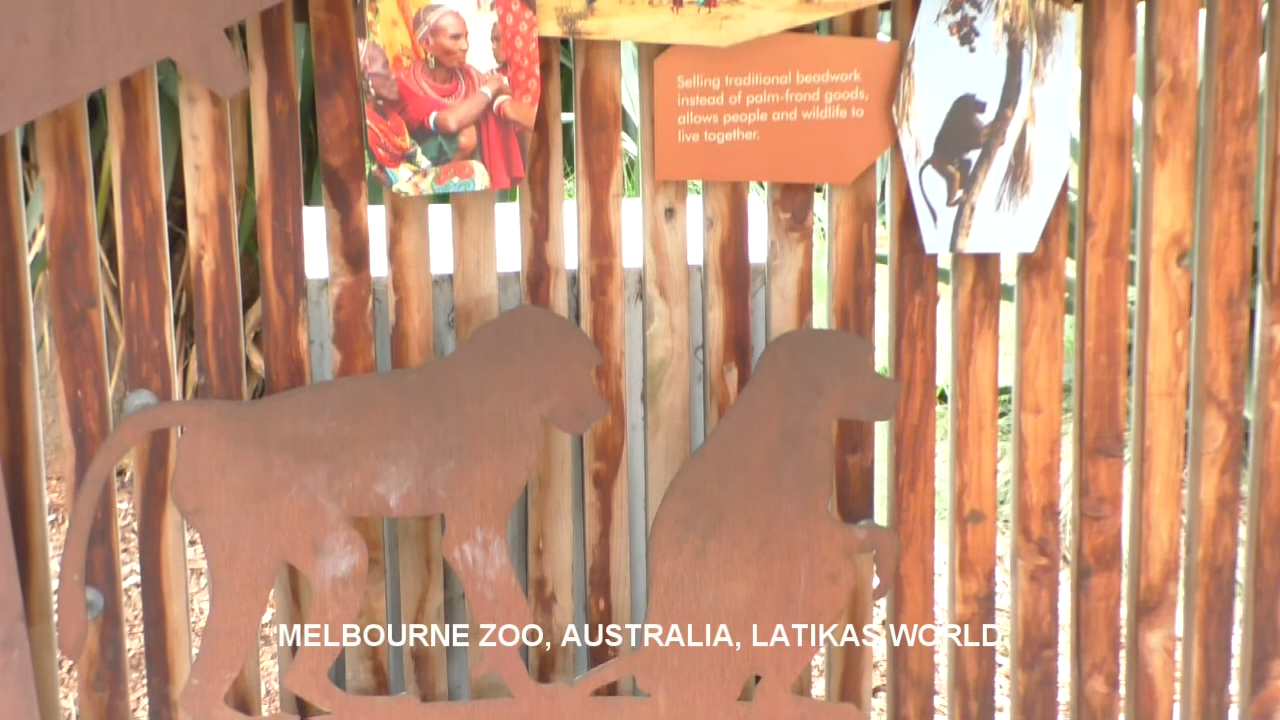 Selling traditional beadwork
instead of palm-frond goods,
allows people and wildlife to
live together.
MELBOURNE ZOO, AUSTRALIA, LATIKAS WORLD